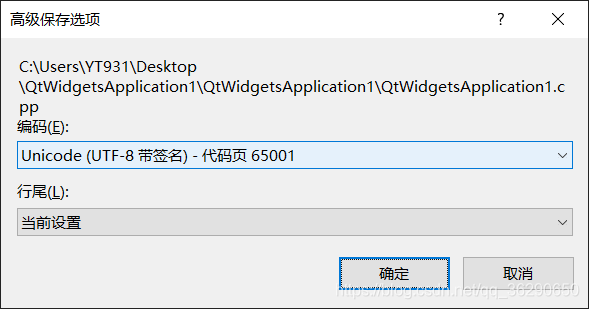 高级保存选项
?
C:\Users\YT931\Desktop
\QtWidgetsApplication1\QtWidgetsApplication1\QtWidgetsApplication1.c
pp
编码(E):
Unicode (UTF-8 带签名) - 代码页 65001
行尾(L):
当前设置
确定
取消
https://blog.csdn.net/qq_36290650